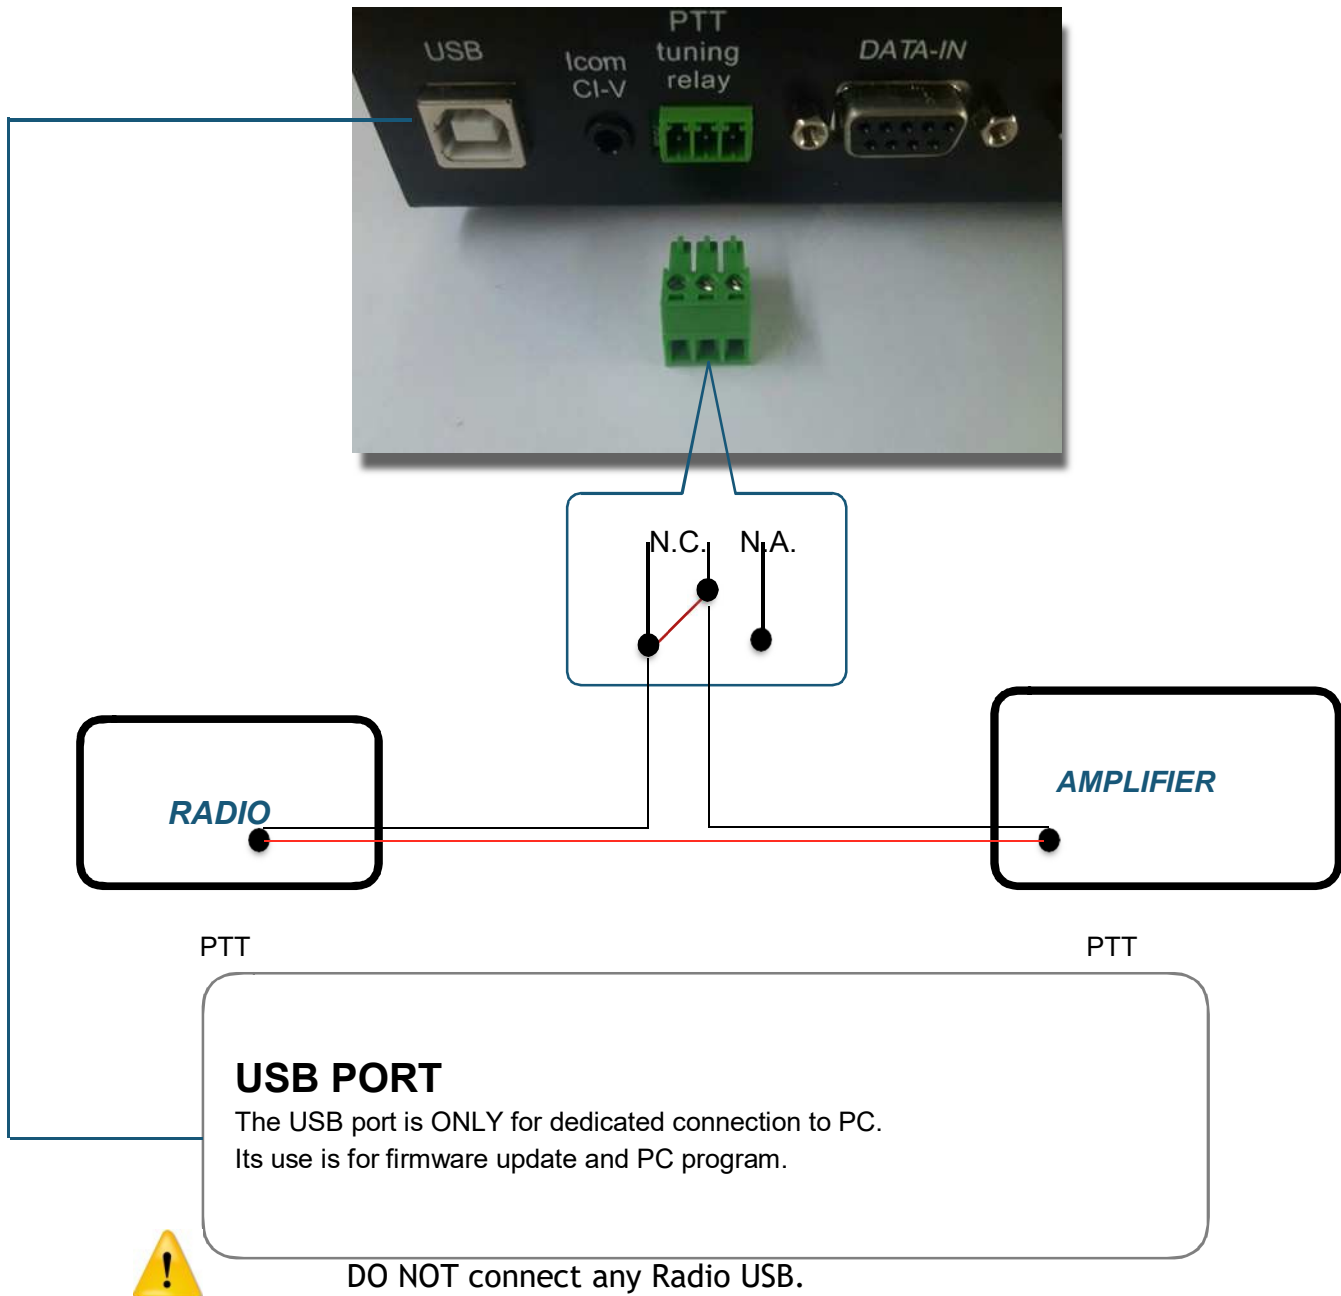 USB
Icom
CI-V
PTT
tuning
relay
DATA-IN
N.C. N.A.
RADIO
AMPLIFIER
PTT
PTT
USB PORT
The USB port is ONLY for dedicated connection to PC.
Its use is for firmware update and PC program.
!
DO NOT connect any Radio USB.